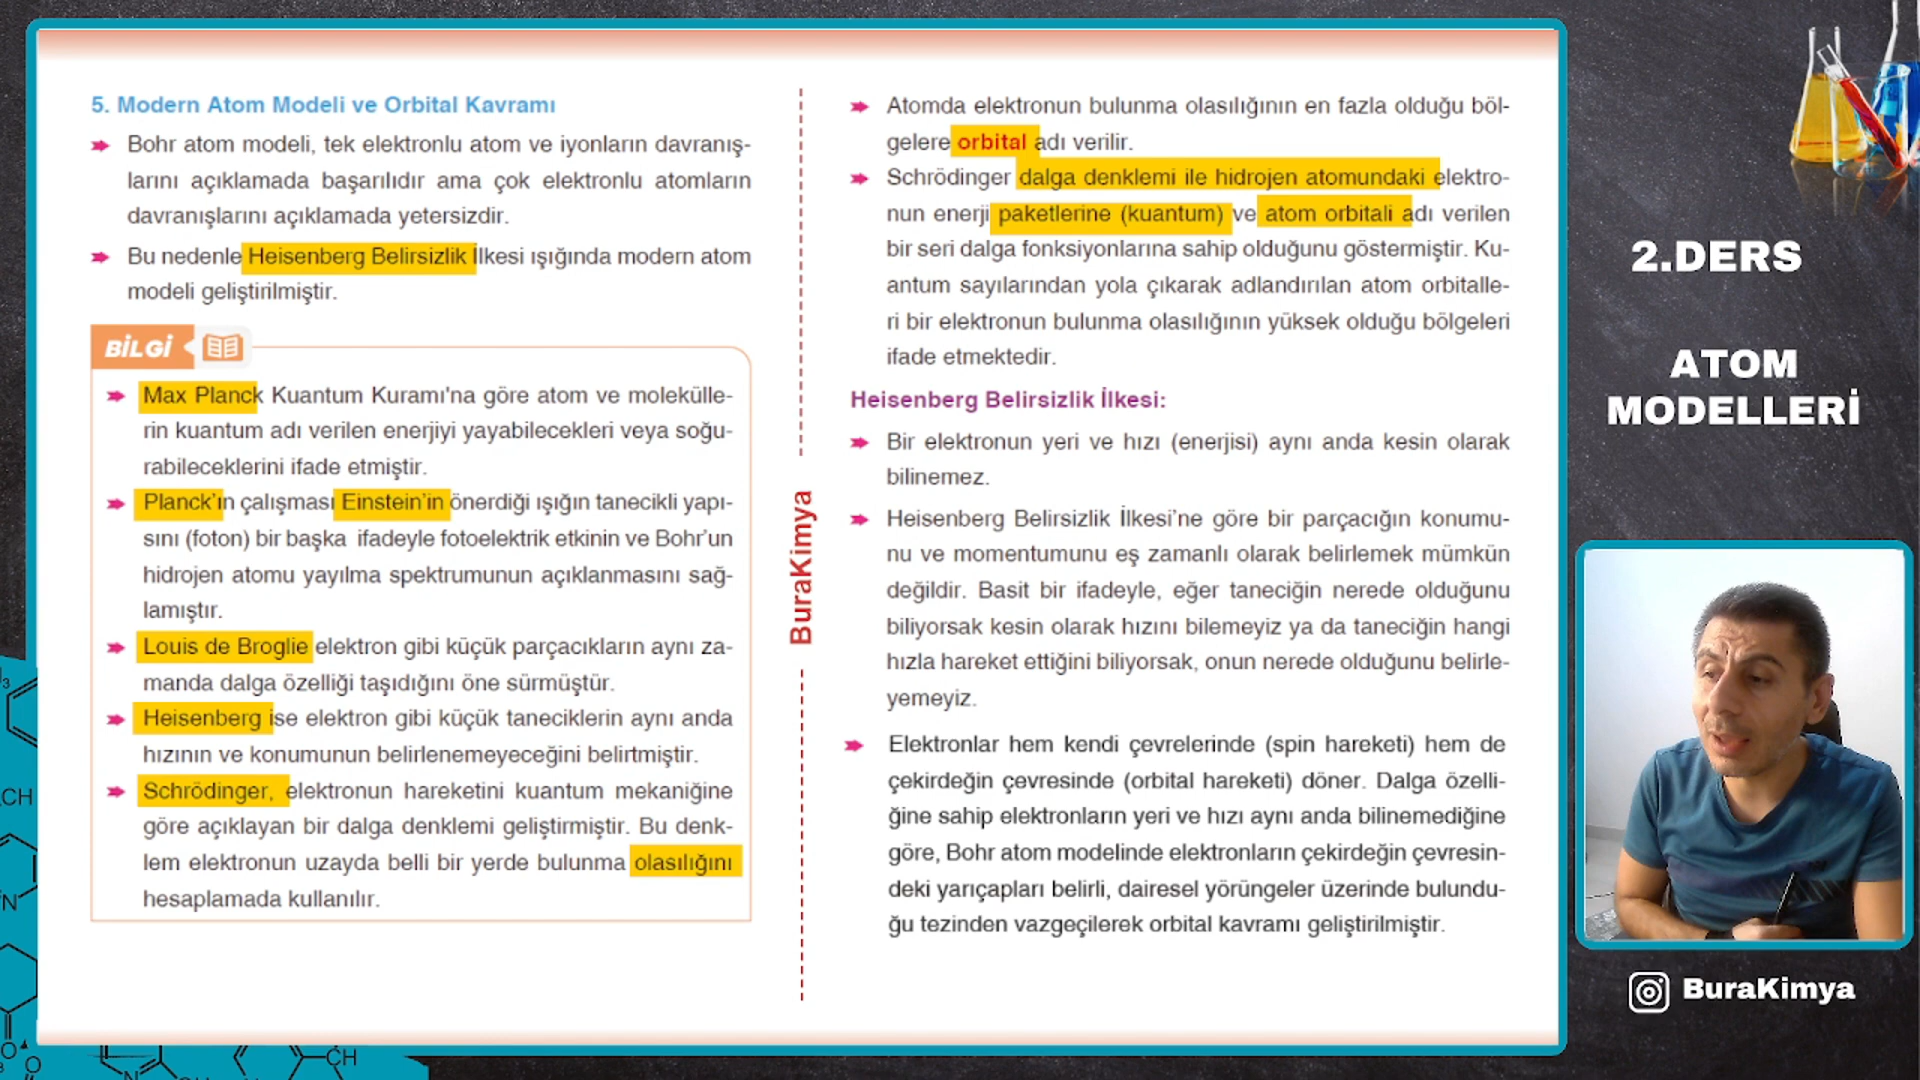 5. Modern Atom Modeli ve Orbital Kavramı
Bohr atom modeli, tek elektronlu atom ve iyonların davranış-
larını açıklamada başarılıdır ama çok elektronlu atomların
davranışlarını açıklamada yetersizdir.
Bu nedenle Heisenberg Belirsizlik İlkesi ışığında modern atom
modeli geliştirilmiştir.
BİLGİ
Max Planck Kuantum Kuramı'na göre atom ve molekülle-
rin kuantum adı verilen enerjiyi yayabilecekleri veya soğu-
rabileceklerini ifade etmiştir.
Planck'ın çalışması Einstein'in önerdiği ışığın tanecikli yapı-
sını (foton) bir başka ifadeyle fotoelektrik etkinin ve Bohr'un
hidrojen atomu yayılma spektrumunun açıklanmasını sağ-
lamıştır.
Louis de Broglie elektron gibi küçük parçacıkların aynı za-
manda dalga özelliği taşıdığını öne sürmüştür.
Heisenberg ise elektron gibi küçük taneciklerin aynı anda
hızının ve konumunun belirlenemeyeceğini belirtmiştir.
Schrödinger, elektronun hareketini kuantum mekaniğine
göre açıklayan bir dalga denklemi geliştirmiştir. Bu denk-
lem elektronun uzayda belli bir yerde bulunma olasılığını
hesaplamada kullanılır.
BuraKimya
Atomda elektronun bulunma olasılığının en fazla olduğu böl-
gelere orbital adı verilir.
Schrödinger dalga denklemi ile hidrojen atomundaki elektro-
nun enerji paketlerine (kuantum) ve atom orbitali adı verilen
bir seri dalga fonksiyonlarına sahip olduğunu göstermiştir. Ku-
antum sayılarından yola çıkarak adlandırılan atom orbitalle-
ri bir elektronun bulunma olasılığının yüksek olduğu bölgeleri
ifade etmektedir.
Heisenberg Belirsizlik İlkesi:
Bir elektronun yeri ve hızı (enerjisi) aynı anda kesin olarak
bilinemez.
Heisenberg Belirsizlik İlkesi'ne göre bir parçacığın konumu-
nu ve momentumunu eş zamanlı olarak belirlemek mümkün
değildir. Basit bir ifadeyle, eğer taneciğin nerede olduğunu
biliyorsak kesin olarak hızını bilemeyiz ya da taneciğin hangi
hızla hareket ettiğini biliyorsak, onun nerede olduğunu belirle-
yemeyiz.
Elektronlar hem kendi çevrelerinde (spin hareketi) hem de
çekirdeğin çevresinde (orbital hareketi) döner. Dalga özelli-
ğine sahip elektronların yeri ve hızı aynı anda bilinemediğine
göre, Bohr atom modelinde elektronların çekirdeğin çevresin-
deki yarıçapları belirli, dairesel yörüngeler üzerinde bulundu-
ğu tezinden vazgeçilerek orbital kavramı geliştirilmiştir.
2.DERS
ATOM
MODELLERİ
BuraKimya
CH
N
O
O
CH